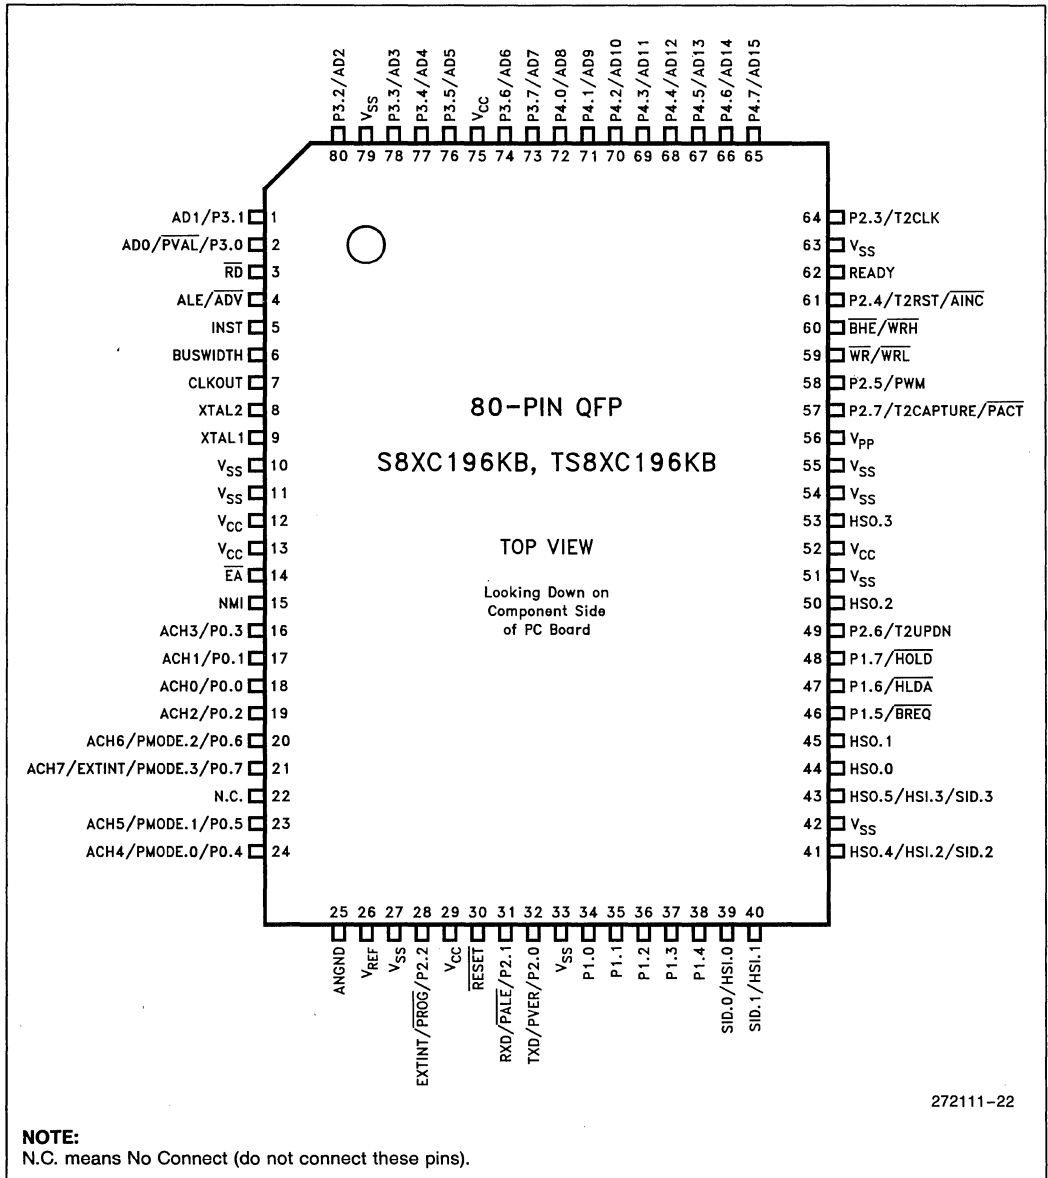 P3.2/AD2
VSS
P3.3/AD3
P3.4/AD4
P3.5/AD5
VCC
P3.6/AD6
P3.7/AD7
P4.0/AD8
P4.1/AD9
P4.2/AD10
P4.3/AD11
P4.4/AD12
P4.5/AD13
P4.6/AD14
P4.7/AD15
80 79 78 77 76 75 74 73 72 71 70 69 68 67 66 65
AD1/P3.1 1
AD0/PVAL/P3.0 2
RD 3
ALE/ADV 4
INST 5
BUSWIDTH 6
CLKOUT 7
XTAL2 8
XTAL1 9
VSS 10
VSS 11
VCC 12
VCC 13
EA 14
NMI 15
ACH3/P0.3 16
ACH1/P0.1 17
ACH0/P0.0 18
ACH2/P0.2 19
ACH6/PMODE.2/P0.6 20
ACH7/EXTINT/PMODE.3/P0.7 21
N.C. 22
ACH5/PMODE.1/P0.5 23
ACH4/PMODE.0/P0.4 24
80-PIN QFP
S8XC196KB, TS8XC196KB
TOP VIEW
Looking Down on
Component Side
of PC Board
64 P2.3/T2CLK
63 VSS
62 READY
61 P2.4/T2RST/AINC
60 BHE/WRH
59 WR/WRL
58 P2.5/PWM
57 P2.7/T2CAPTURE/PACT
56 VPP
55 VSS
54 VSS
53 HSO.3
52 VCC
51 VSS
50 HSO.2
49 P2.6/T2UPDN
48 P1.7/HOLD
47 P1.6/HLDA
46 P1.5/BREQ
45 HSO.1
44 HSO.0
43 HSO.5/HSI.3/SID.3
42 VSS
41 HSO.4/HSI.2/SID.2
25 26 27 28 29 30 31 32 33 34 35 36 37 38 39 40
ANGND
VREF
VSS
EXTINT/PROG/P2.2
VCC
RESET
RXD/PALE/P2.1
TXD/PVER/P2.0
VSS
P1.0
P1.1
P1.2
P1.3
P1.4
SID.0/HSI.0
SID.1/HSI.1
272111-22
NOTE:
N.C. means No Connect (do not connect these pins).